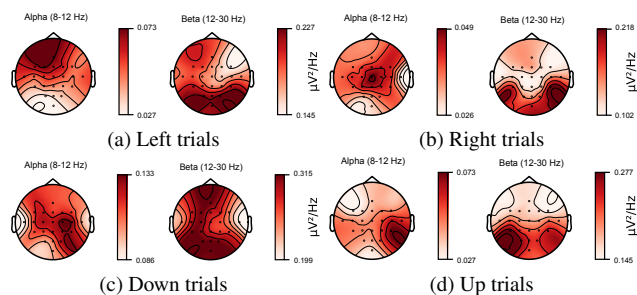 Alpha (8-12 Hz)
0.073
0.027
Beta (12-30 Hz)
0.227
0.145
μV²/Hz
(a) Left trials
Alpha (8-12 Hz)
0.049
0.026
Beta (12-30 Hz)
0.218
0.102
μV²/Hz
(b) Right trials
Alpha (8-12 Hz)
0.133
0.086
Beta (12-30 Hz)
0.315
0.199
μV²/Hz
(c) Down trials
Alpha (8-12 Hz)
0.073
0.027
Beta (12-30 Hz)
0.277
0.145
μV²/Hz
(d) Up trials